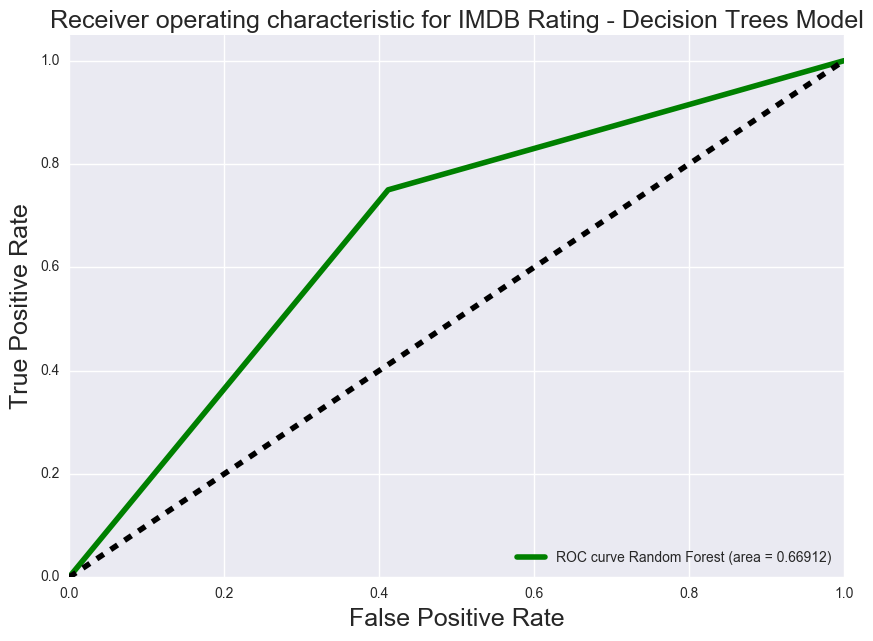 Receiver operating characteristic for IMDB Rating - Decision Trees Model
True Positive Rate
1.0
0.8
0.6
0.4
0.2
0.0
ROC curve Random Forest (area = 0.66912)
0.0 0.2 0.4 0.6 0.8 1.0
False Positive Rate